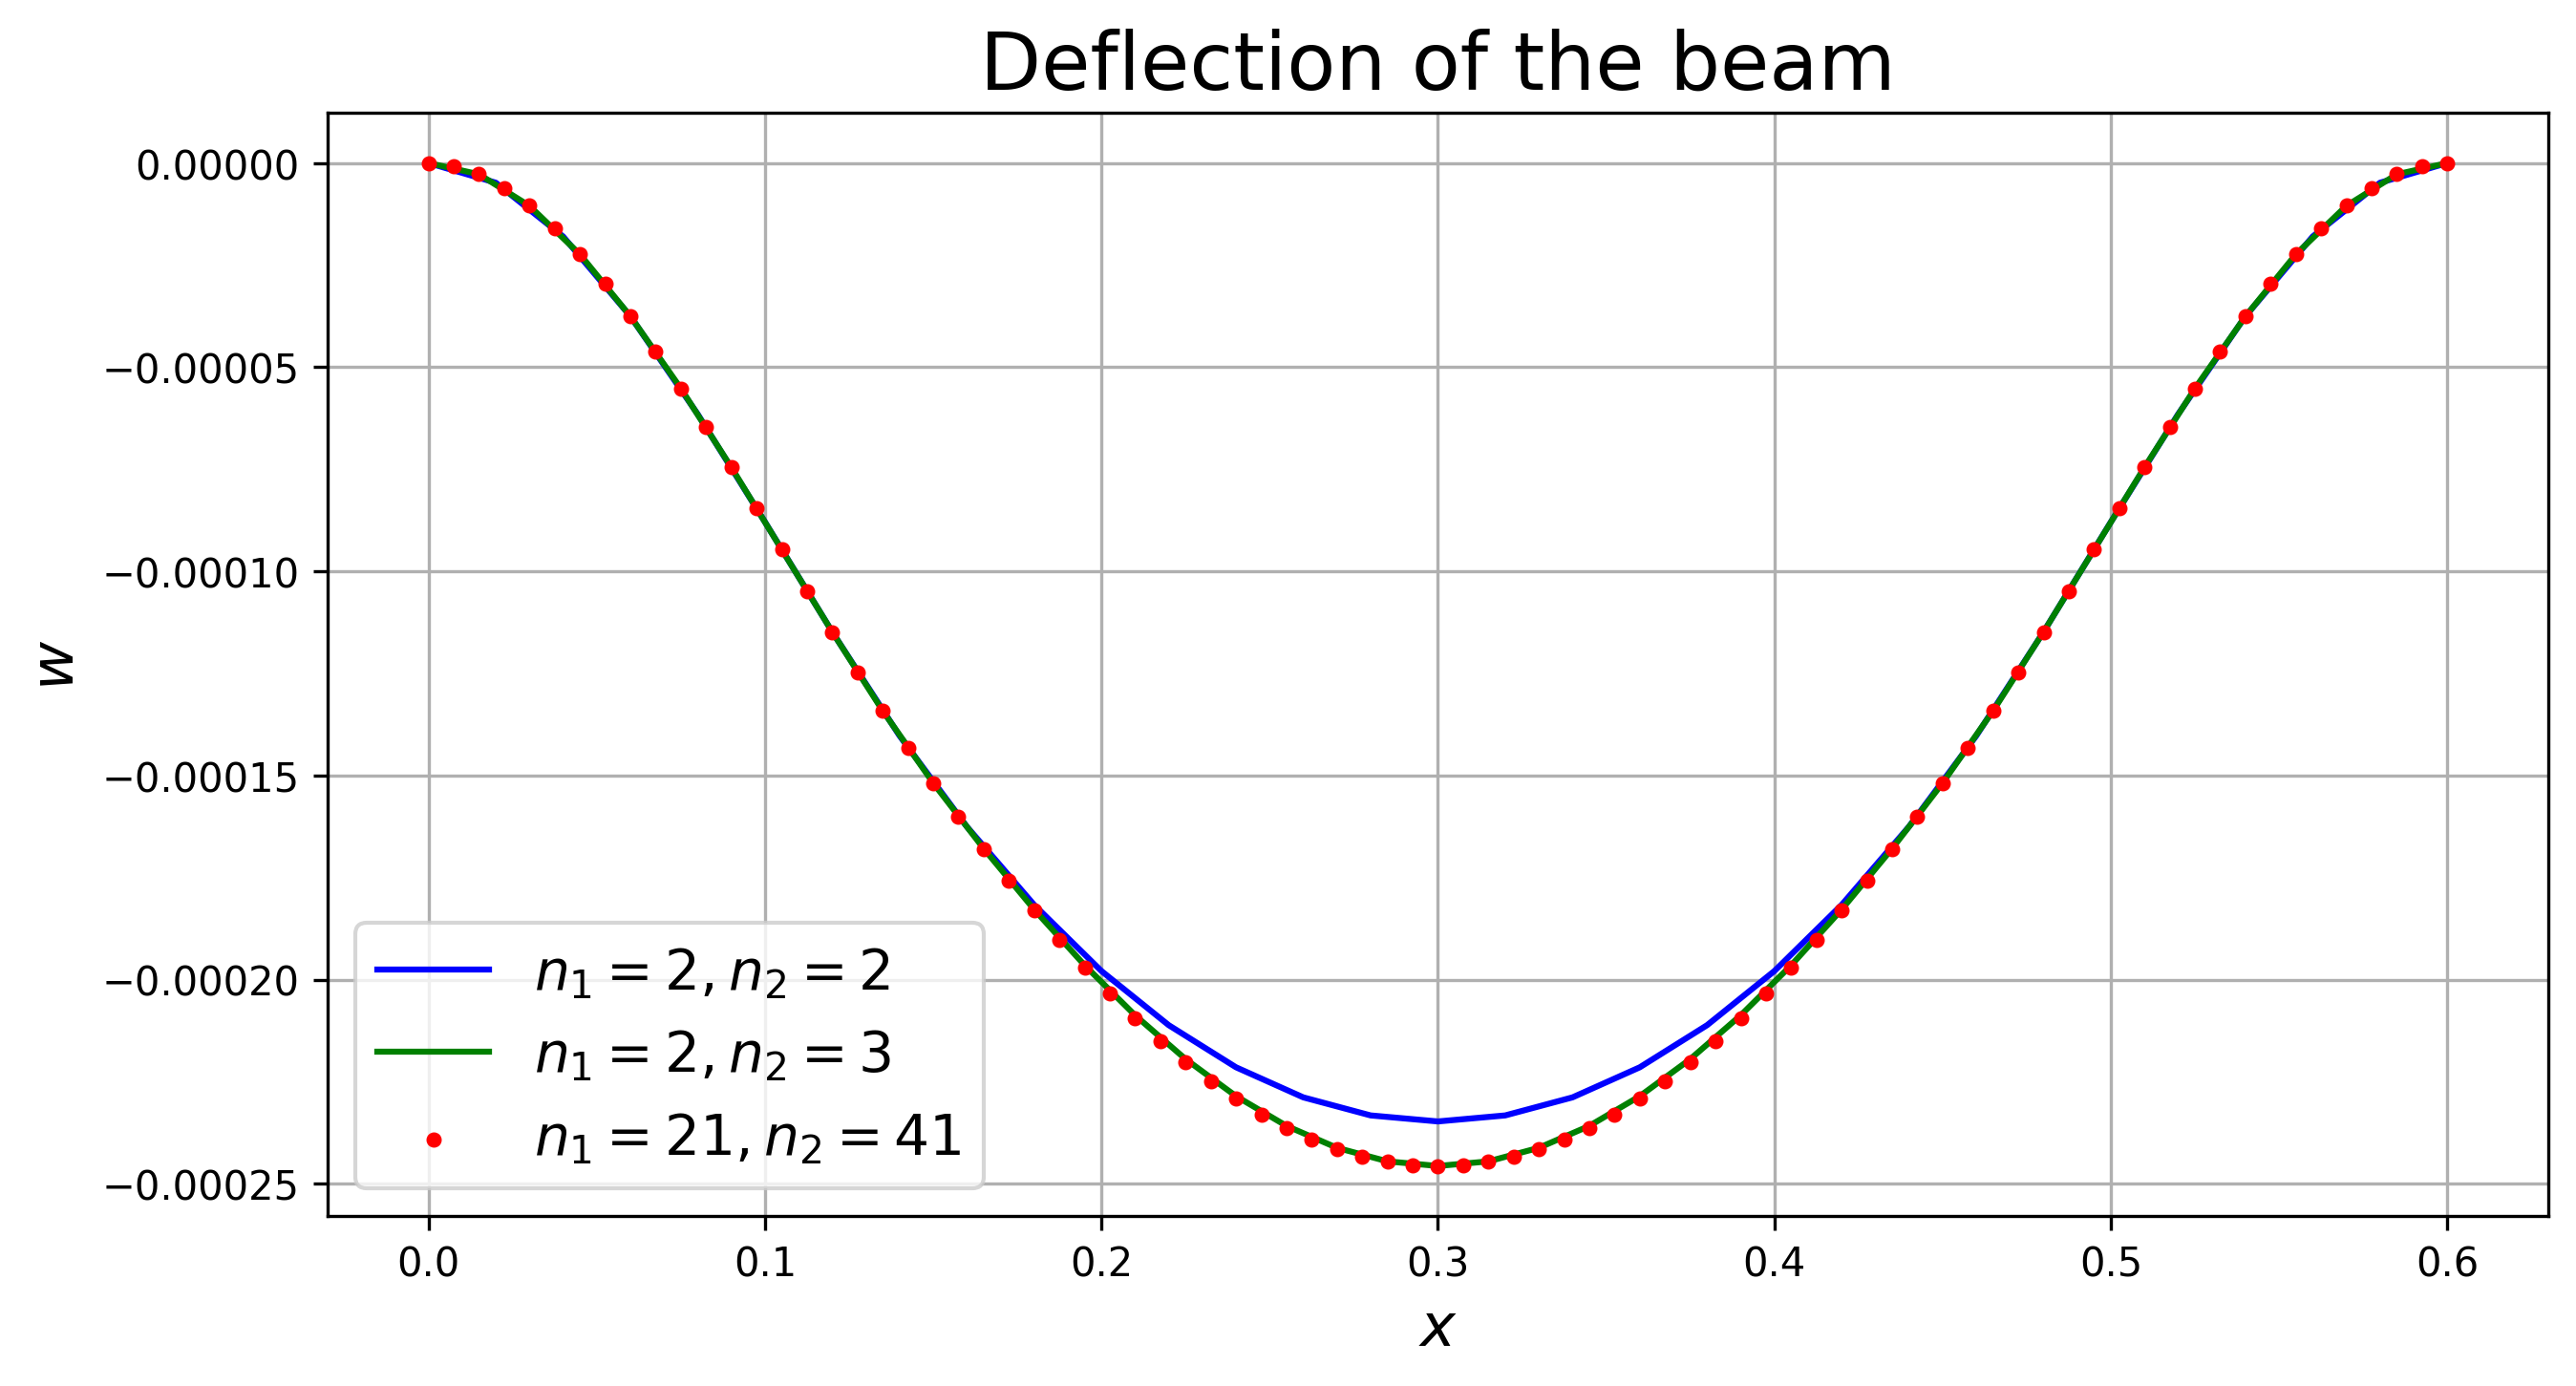 Deflection of the beam
w
0.00000
−0.00005
−0.00010
−0.00015
−0.00020
−0.00025
n₁ = 2, n₂ = 2
n₁ = 2, n₂ = 3
n₁ = 21, n₂ = 41
0.0 0.1 0.2 0.3 0.4 0.5 0.6
x